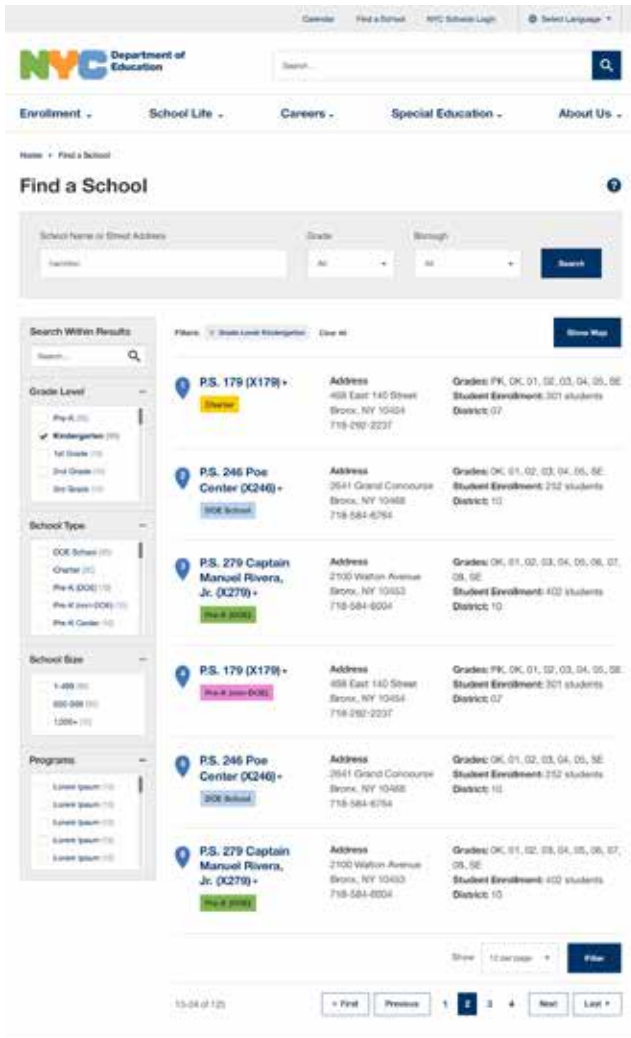 Calendar Find a School NYC Schools Login Select Language
NYC Department of Education
Search...
Enrollment School Life Careers Special Education About Us
Home Find a School
Find a School
?
School Name or Street Address Grade Borough
All All Search
Search Within Results
Search...
Grade Level
Pre-K
Kindergarten
1st Grade
2nd Grade
3rd Grade
School Type
DOE School
Charter
Pre-K (DOE)
Pre-K (non-DOE)
Pre-K Center
School Size
1-499
500-999
1,000+
Programs
Lorem Ipsum
Lorem Ipsum
Lorem Ipsum
Lorem Ipsum
Lorem Ipsum
Filters: Grade Level: Kindergarten Clear All Show Map
1
P.S. 179 (X179)
Charter
Address
468 East 140 Street
Bronx, NY 10454
718-292-2237
Grades: PK, 0K, 01, 02, 03, 04, 05, SE
Student Enrollment: 301 students
District: 07
2
P.S. 246 Poe
Center (X246)
DOE School
Address
2641 Grand Concourse
Bronx, NY 10468
718-584-6764
Grades: 0K, 01, 02, 03, 04, 05, SE
Student Enrollment: 252 students
District: 10
3
P.S. 279 Captain
Manuel Rivera,
Jr. (X279)
Pre-K (DOE)
Address
2100 Walton Avenue
Bronx, NY 10453
718-584-6004
Grades: 0K, 01, 02, 03, 04, 05, 06, 07,
08, SE
Student Enrollment: 402 students
District: 10
4
P.S. 179 (X179)
Pre-K (non-DOE)
Address
468 East 140 Street
Bronx, NY 10454
718-292-2237
Grades: PK, 0K, 01, 02, 03, 04, 05, SE
Student Enrollment: 301 students
District: 07
P.S. 246 Poe
Center (X246)
DOE School
Address
2641 Grand Concourse
Bronx, NY 10468
718-584-6764
Grades: 0K, 01, 02, 03, 04, 05, SE
Student Enrollment: 252 students
District: 10
P.S. 279 Captain
Manuel Rivera,
Jr. (X279)
Pre-K (DOE)
Address
2100 Walton Avenue
Bronx, NY 10453
718-584-6004
Grades: 0K, 01, 02, 03, 04, 05, 06, 07,
08, SE
Student Enrollment: 402 students
District: 10
Show 12 per page Filter
13-24 of 125 « First Previous 1 2 3 4 Next Last »